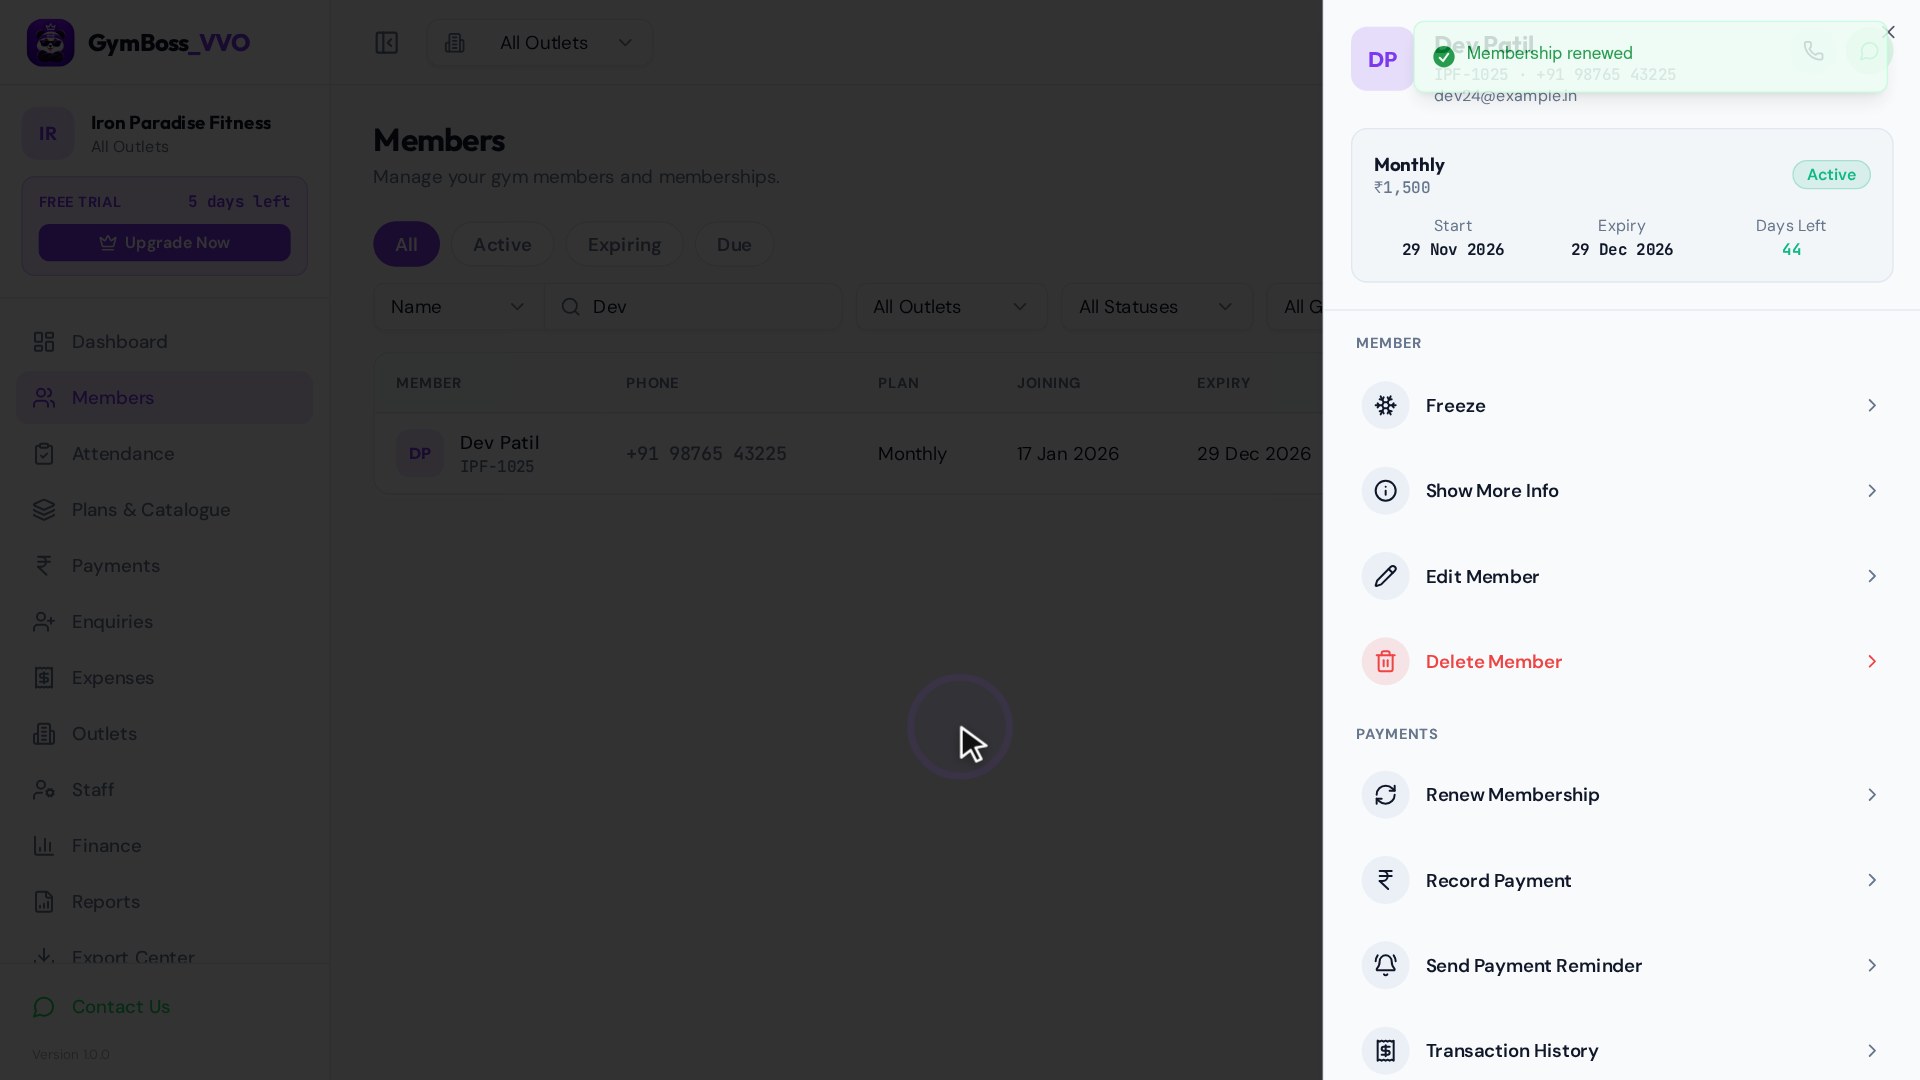 GymBoss_VVO
All Outlets
IR
Iron Paradise Fitness
All Outlets
FREE TRIAL
5 days left
Upgrade Now
Dashboard
Members
Attendance
Plans & Catalogue
Payments
Enquiries
Expenses
Outlets
Staff
Finance
Reports
Export Center
Contact Us
Version 1.0.0
Members
Manage your gym members and memberships.
All
Active
Expiring
Due
Name
Dev
All Outlets
All Statuses
All G
MEMBER
PHONE
PLAN
JOINING
EXPIRY
DP
Dev Patil
IPF-1025
+91 98765 43225
Monthly
17 Jan 2026
29 Dec 2026
DP
Dev Patil
Membership renewed
IPF-1025 · +91 98765 43225
dev24@example.in
Monthly
₹1,500
Active
Start
29 Nov 2026
Expiry
29 Dec 2026
Days Left
44
MEMBER
Freeze
Show More Info
Edit Member
Delete Member
PAYMENTS
Renew Membership
Record Payment
Send Payment Reminder
Transaction History